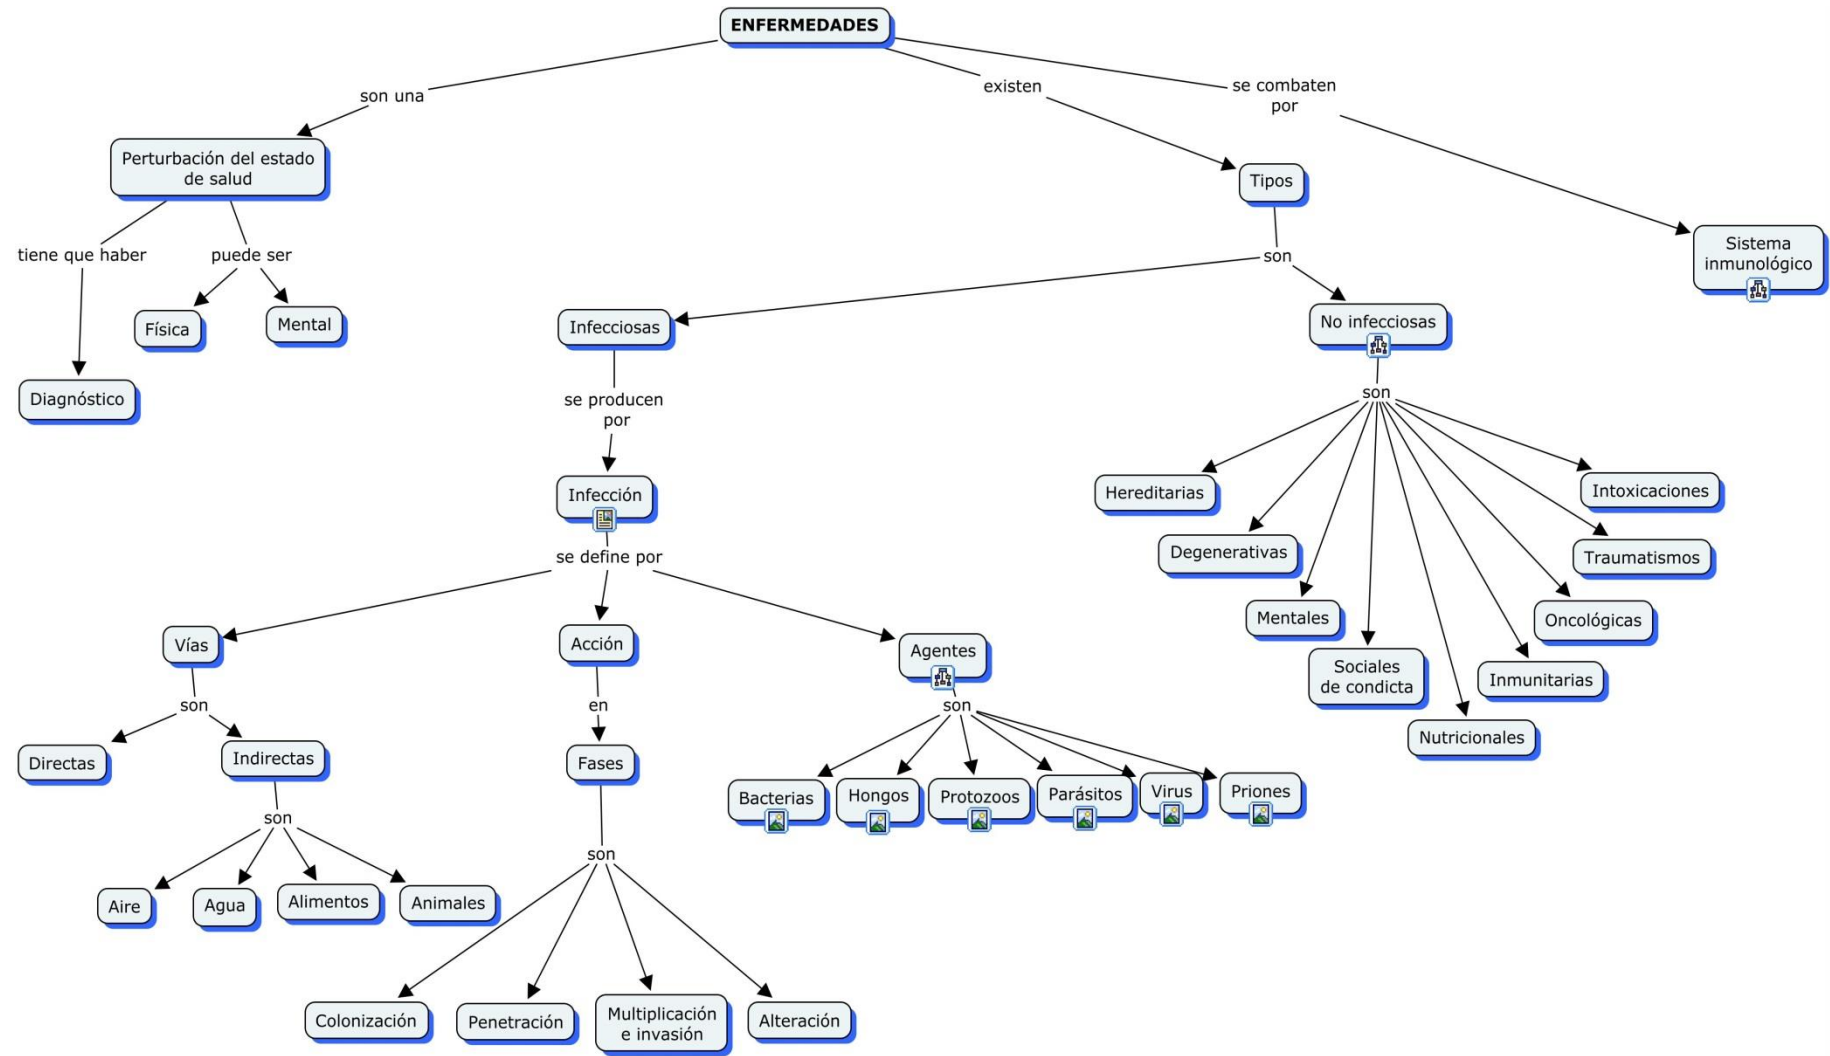 ENFERMEDADES
son una
existen
se combaten
por
Perturbación del estado
de salud
Tipos
Sistema
inmunológico
tiene que haber
puede ser
son
Física
Mental
Infecciosas
No infecciosas
Diagnóstico
se producen
por
son
Infección
Hereditarias
Intoxicaciones
se define por
Degenerativas
Traumatismos
Vías
Acción
Agentes
Mentales
Oncológicas
Sociales
de condicta
Inmunitarias
son
en
son
Nutricionales
Directas
Indirectas
Fases
Bacterias
Hongos
Protozoos
Parásitos
Virus
Priones
son
son
Aire
Agua
Alimentos
Animales
Colonización
Penetración
Multiplicación
e invasión
Alteración